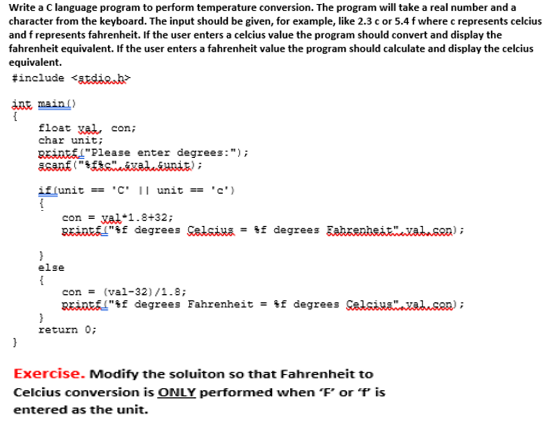 Write a C language program to perform temperature conversion. The program will take a real number and a
character from the keyboard. The input should be given, for example, like 2.3 c or 5.4 f where c represents celcius
and f represents fahrenheit. If the user enters a celcius value the program should convert and display the
fahrenheit equivalent. If the user enters a fahrenheit value the program should calculate and display the celcius
equivalent.
#include <stdio.h>
int main()
{
float val, con;
char unit;
printf("Please enter degrees:");
scanf("%f%c",&val,&unit);
if(unit == 'C' || unit == 'c')
{
con = val*1.8+32;
printf("%f degrees Celcius = %f degrees Fahrenheit",val,con);
}
else
{
con = (val-32)/1.8;
printf("%f degrees Fahrenheit = %f degrees Celcius",val,con);
}
return 0;
}
Exercise. Modify the soluiton so that Fahrenheit to
Celcius conversion is ONLY performed when 'F' or 'f' is
entered as the unit.